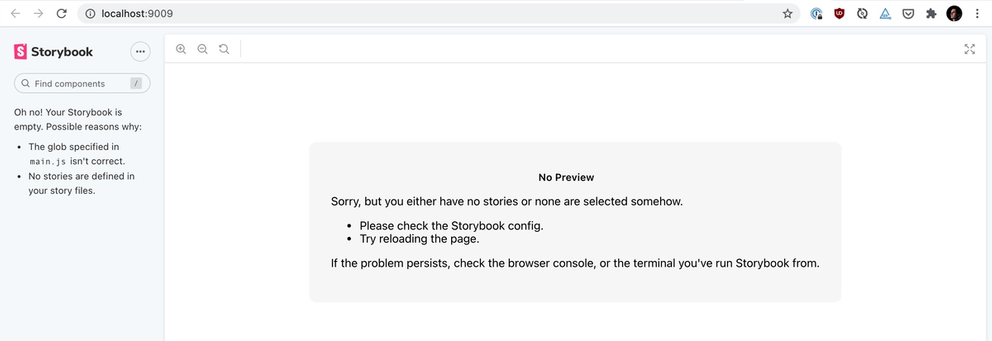 localhost:9009
Storybook
Find components /
Oh no! Your Storybook is
empty. Possible reasons why:
• The glob specified in
main.js isn't correct.
• No stories are defined in
your story files.
No Preview
Sorry, but you either have no stories or none are selected somehow.
• Please check the Storybook config.
• Try reloading the page.
If the problem persists, check the browser console, or the terminal you've run Storybook from.